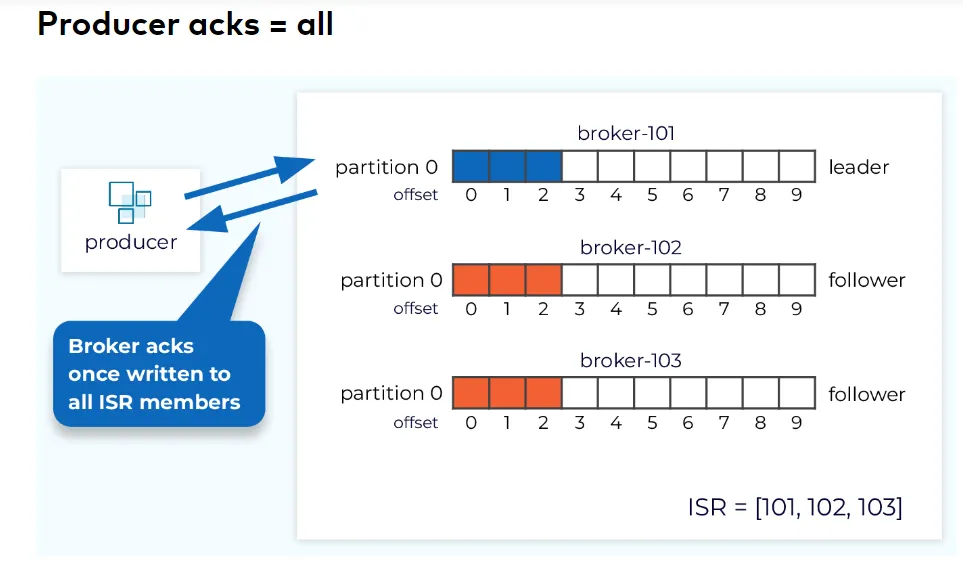 Producer acks = all
broker-101
partition 0
leader
offset 0 1 2 3 4 5 6 7 8 9
producer
broker-102
partition 0
follower
offset 0 1 2 3 4 5 6 7 8 9
Broker acks
once written to
all ISR members
broker-103
partition 0
follower
offset 0 1 2 3 4 5 6 7 8 9
ISR = [101, 102, 103]